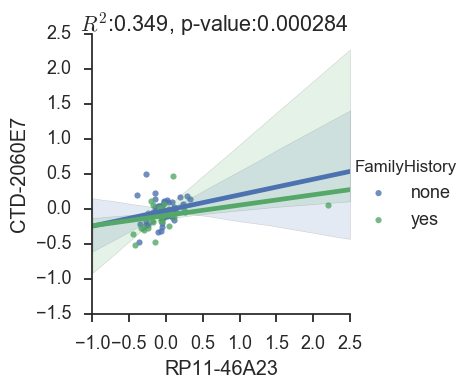 R²:0.349, p-value:0.000284
2.5
2.0
1.5
1.0
0.5
0.0
−0.5
−1.0
−1.5
CTD-2060E7
FamilyHistory
none
yes
−1.0 −0.5 0.0 0.5 1.0 1.5 2.0 2.5
RP11-46A23